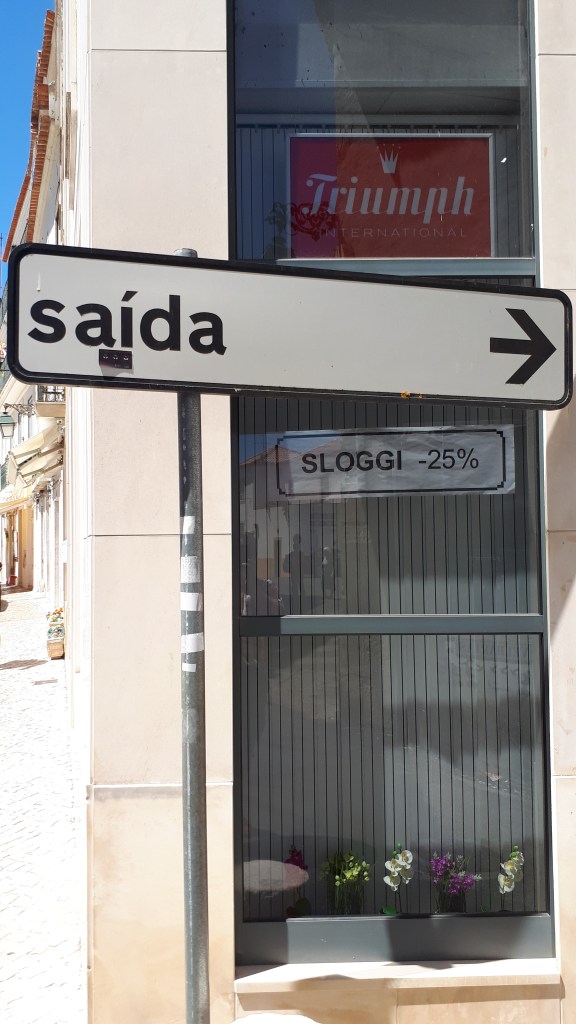 Triumph
INTERNATIONAL
saída
SLOGGI -25%